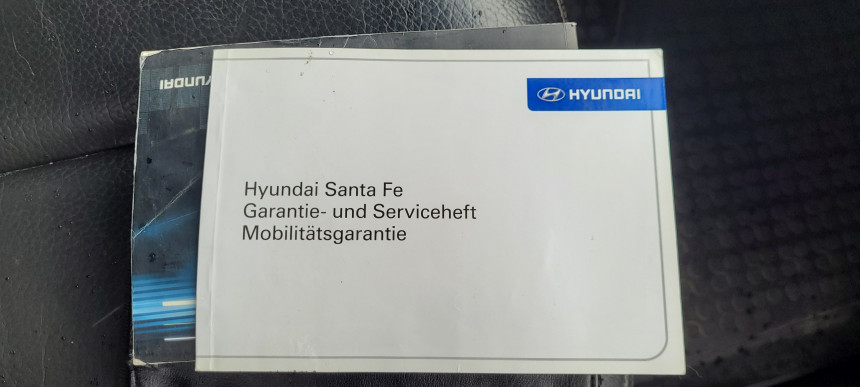 HYUNDAI
HYUNDAI
Hyundai Santa Fe
Garantie- und Serviceheft
Mobilitätsgarantie